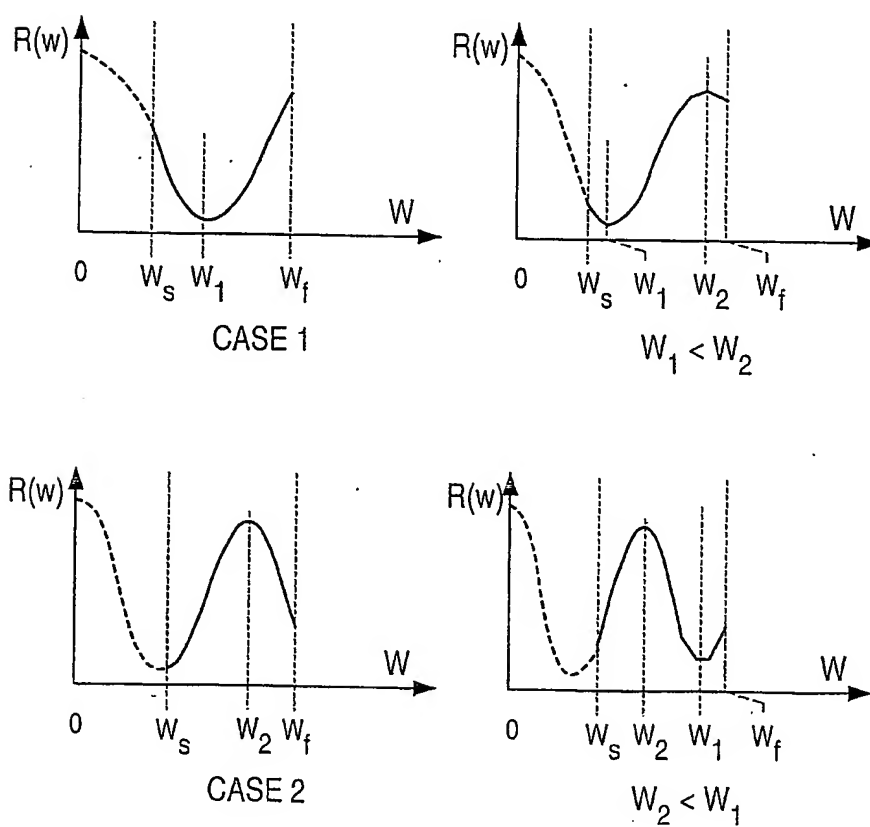 R(w)
W
0 W_s W_1 W_f
CASE 1
R(w)
W
0 W_s W_1 W_2 W_f
W_1 < W_2
R(w)
W
0 W_s W_2 W_f
CASE 2
R(w)
W
0 W_s W_2 W_1 W_f
W_2 < W_1